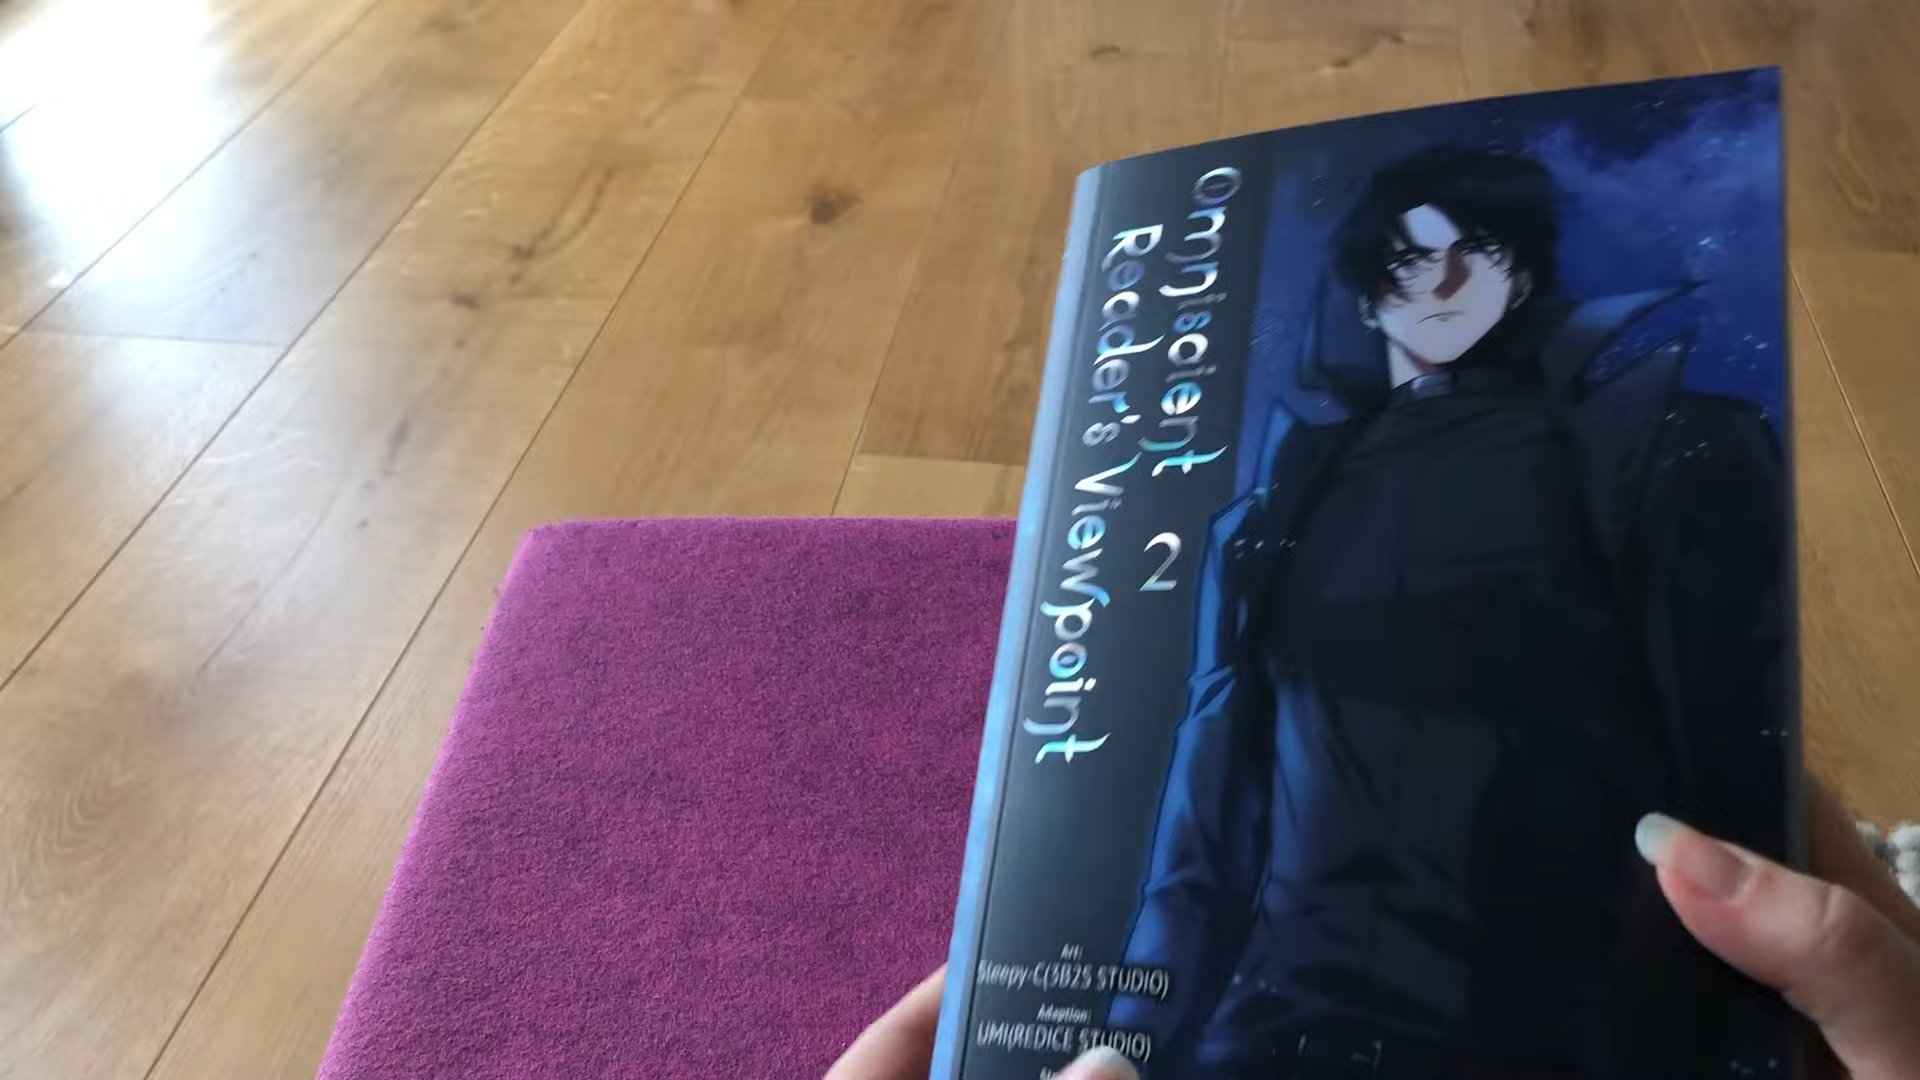 Omniscient 2
Reader's Viewpoint
Art:
Sleepy-C(3B2S STUDIO)
Adaption:
UMI(REDICE STUDIO)